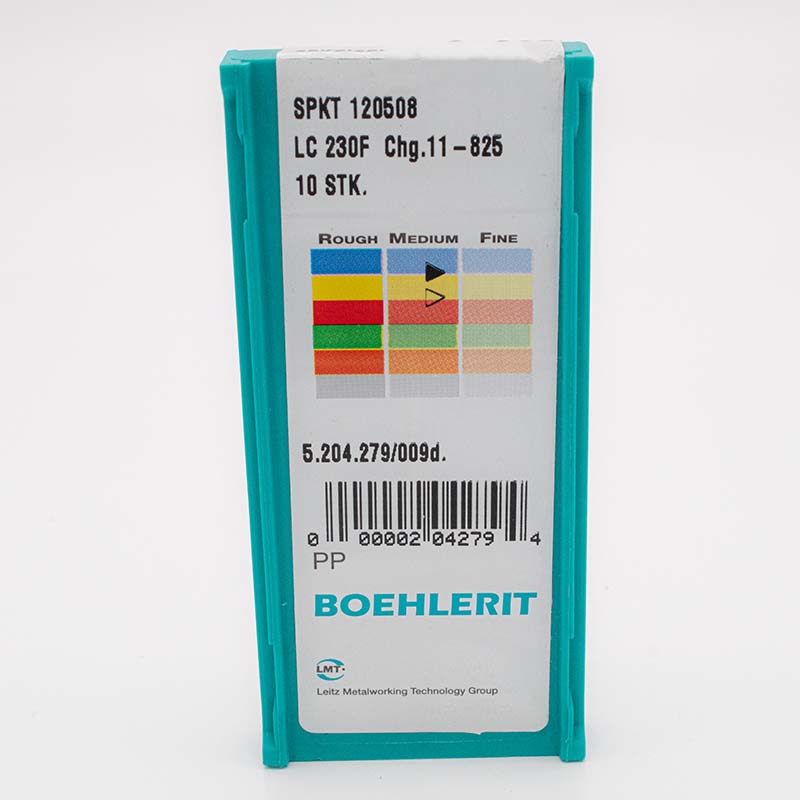 SPKT 120508
LC 230F Chg.11-825
10 STK.
ROUGH MEDIUM FINE
5.204.279/009d.
0 00002 04279 4
PP
BOEHLERIT
LMT
Leitz Metalworking Technology Group